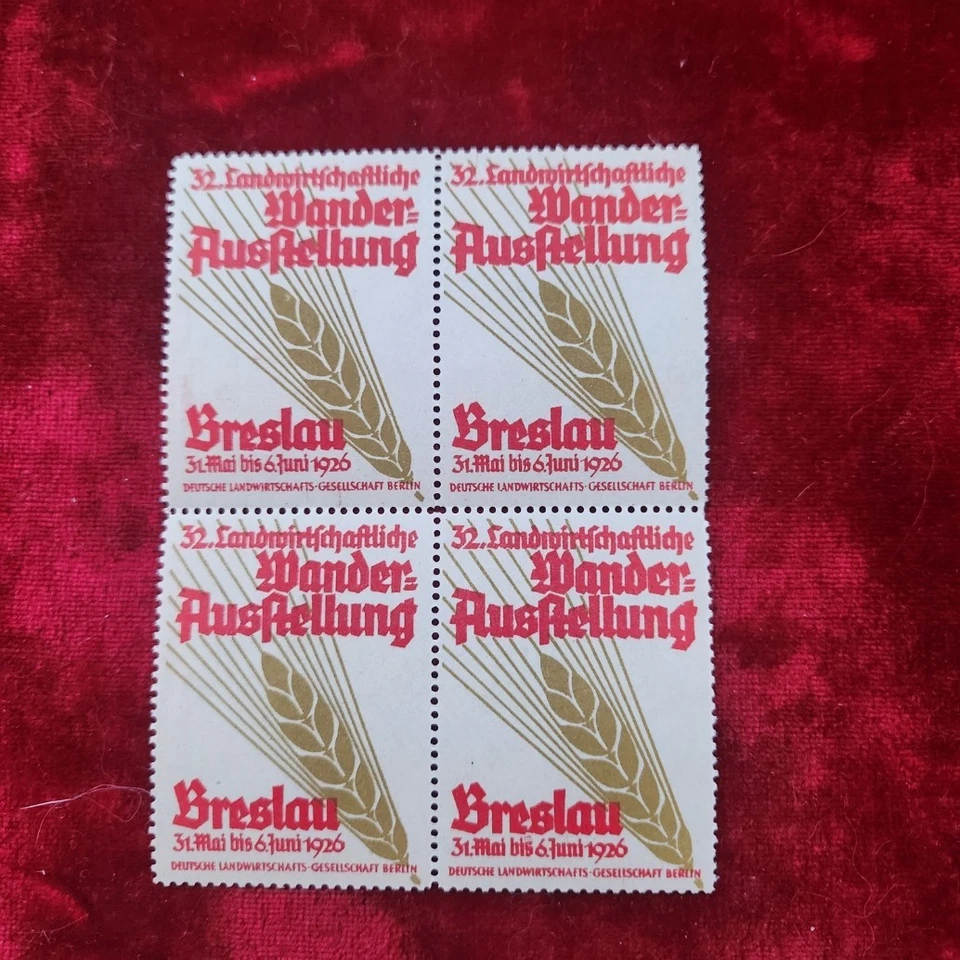 32. Landwirtschaftliche
Wander=
Ausstellung
Breslau
31. Mai bis 6. Juni 1926
DEUTSCHE LANDWIRTSCHAFTS-GESELLSCHAFT BERLIN
32. Landwirtschaftliche
Wander=
Ausstellung
Breslau
31. Mai bis 6. Juni 1926
DEUTSCHE LANDWIRTSCHAFTS-GESELLSCHAFT BERLIN
32. Landwirtschaftliche
Wander=
Ausstellung
Breslau
31. Mai bis 6. Juni 1926
DEUTSCHE LANDWIRTSCHAFTS-GESELLSCHAFT BERLIN
32. Landwirtschaftliche
Wander=
Ausstellung
Breslau
31. Mai bis 6. Juni 1926
DEUTSCHE LANDWIRTSCHAFTS-GESELLSCHAFT BERLIN